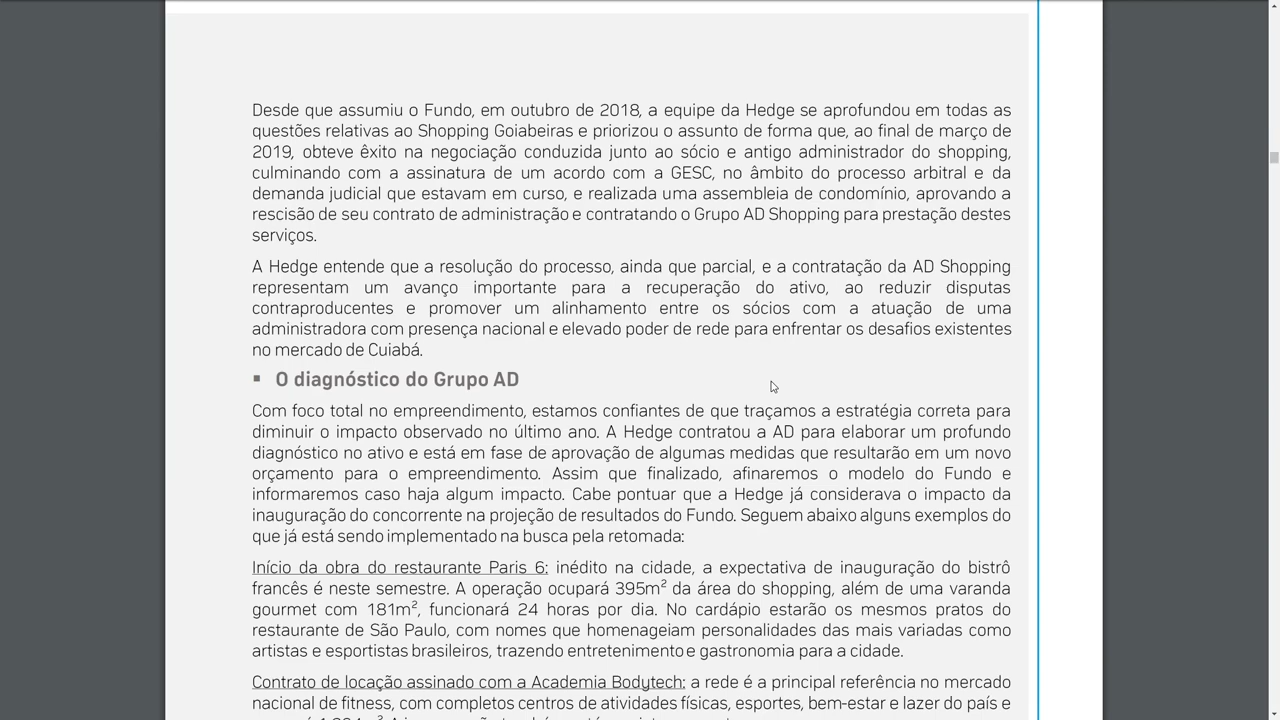 Desde que assumiu o Fundo, em outubro de 2018, a equipe da Hedge se aprofundou em todas as
questões relativas ao Shopping Goiabeiras e priorizou o assunto de forma que, ao final de março de
2019, obteve êxito na negociação conduzida junto ao sócio e antigo administrador do shopping,
culminando com a assinatura de um acordo com a GESC, no âmbito do processo arbitral e da
demanda judicial que estavam em curso, e realizada uma assembleia de condomínio, aprovando a
rescisão de seu contrato de administração e contratando o Grupo AD Shopping para prestação destes
serviços.
A Hedge entende que a resolução do processo, ainda que parcial, e a contratação da AD Shopping
representam um avanço importante para a recuperação do ativo, ao reduzir disputas
contraproducentes e promover um alinhamento entre os sócios com a atuação de uma
administradora com presença nacional e elevado poder de rede para enfrentar os desafios existentes
no mercado de Cuiabá.
▪ O diagnóstico do Grupo AD
Com foco total no empreendimento, estamos confiantes de que traçamos a estratégia correta para
diminuir o impacto observado no último ano. A Hedge contratou a AD para elaborar um profundo
diagnóstico no ativo e está em fase de aprovação de algumas medidas que resultarão em um novo
orçamento para o empreendimento. Assim que finalizado, afinaremos o modelo do Fundo e
informaremos caso haja algum impacto. Cabe pontuar que a Hedge já considerava o impacto da
inauguração do concorrente na projeção de resultados do Fundo. Seguem abaixo alguns exemplos do
que já está sendo implementado na busca pela retomada:
Início da obra do restaurante Paris 6: inédito na cidade, a expectativa de inauguração do bistrô
francês é neste semestre. A operação ocupará 395m² da área do shopping, além de uma varanda
gourmet com 181m², funcionará 24 horas por dia. No cardápio estarão os mesmos pratos do
restaurante de São Paulo, com nomes que homenageiam personalidades das mais variadas como
artistas e esportistas brasileiros, trazendo entretenimento e gastronomia para a cidade.
Contrato de locação assinado com a Academia Bodytech: a rede é a principal referência no mercado
nacional de fitness, com completos centros de atividades físicas, esportes, bem-estar e lazer do país e